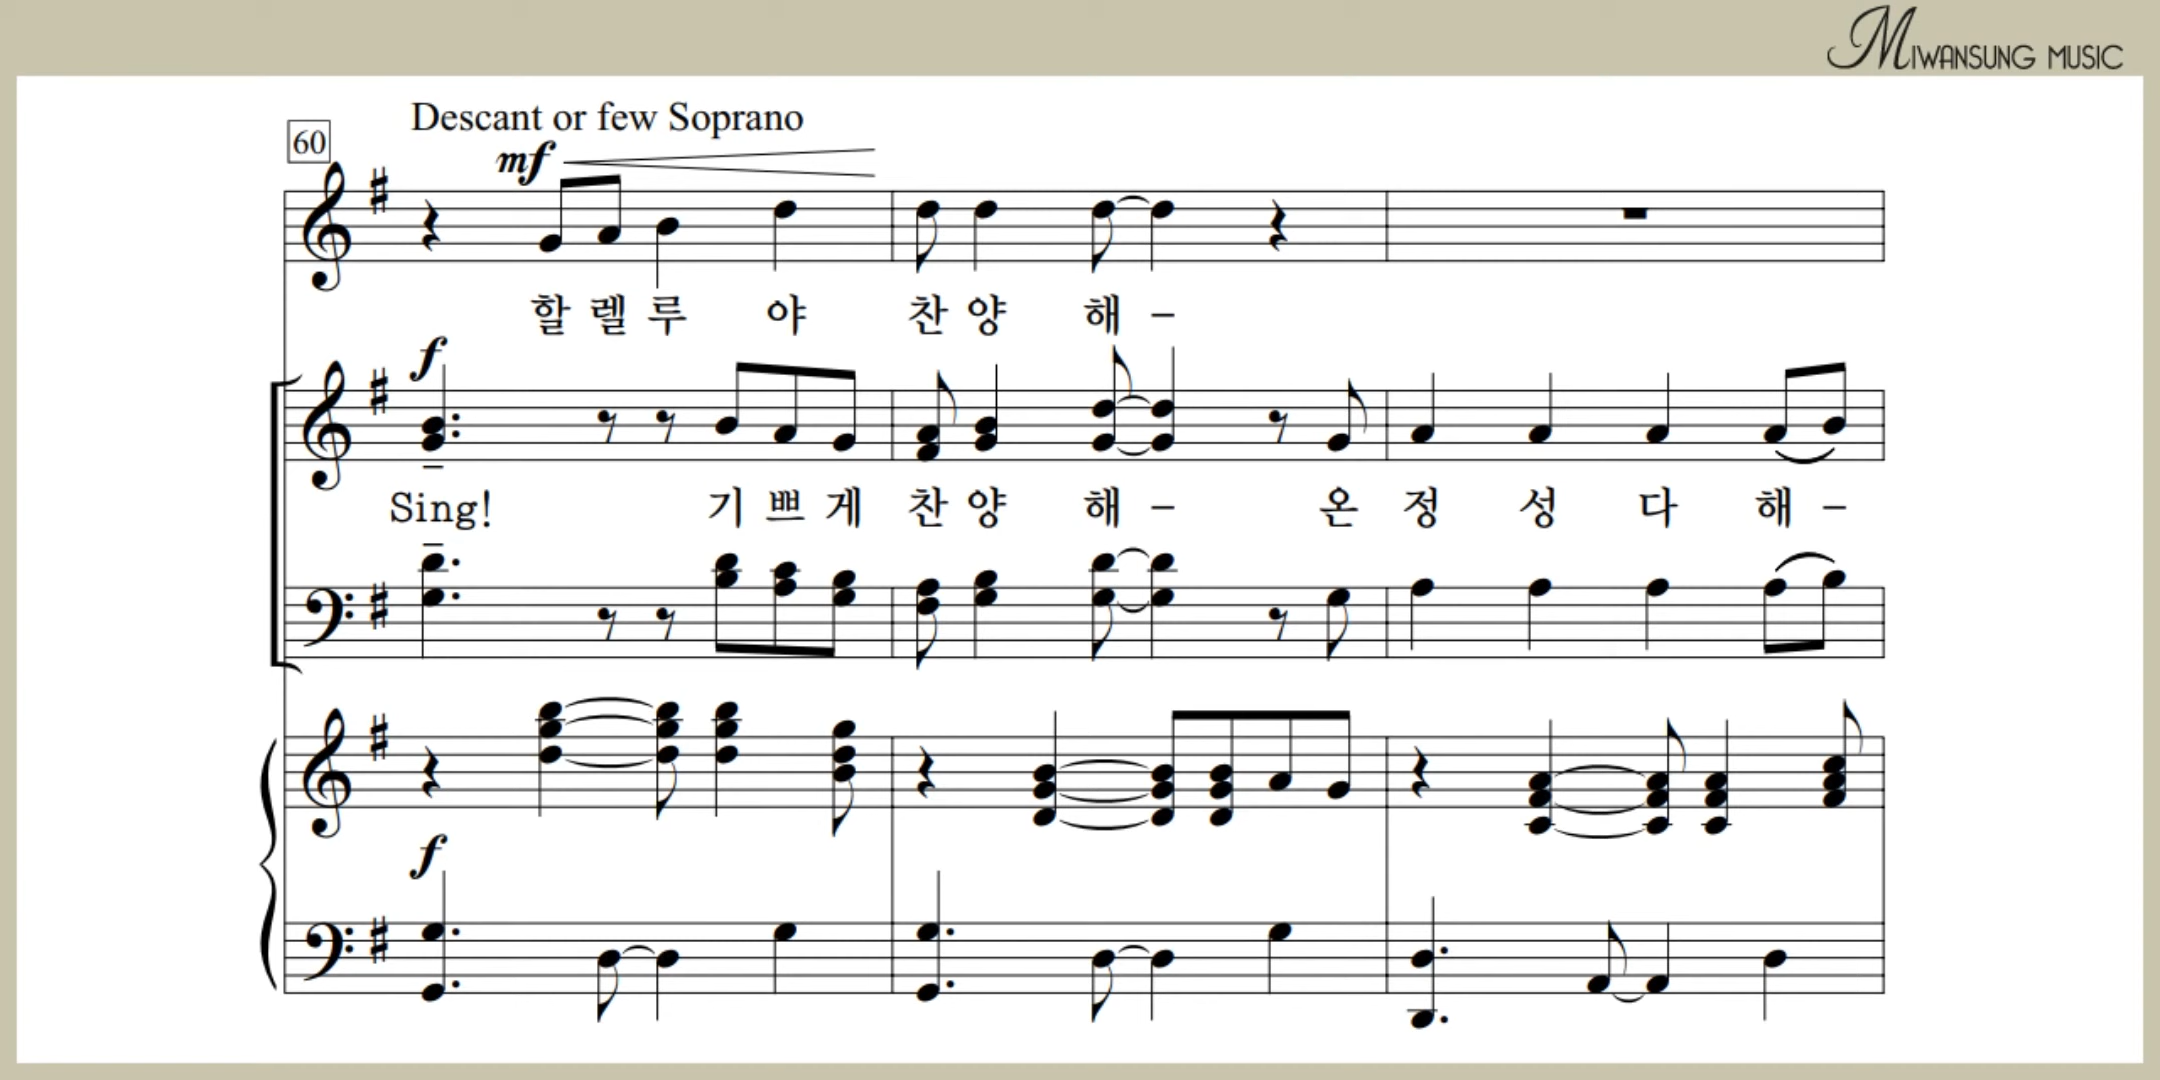 MIWANSUNG MUSIC
Descant or few Soprano
60
mf
할 렐 루 야 찬 양 해 –
f
Sing! 기 쁘 게 찬 양 해 – 온 정 성 다 해 –
f